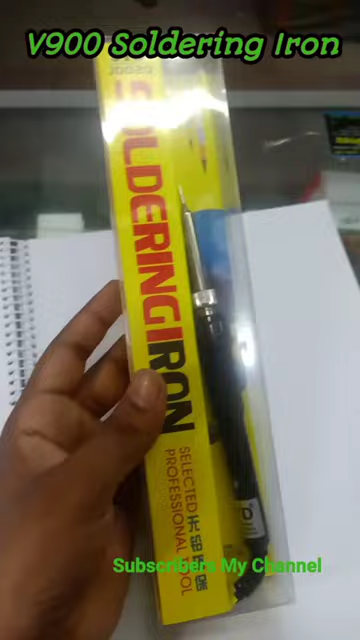 V900 Soldering Iron
SOLDERING IRON
SELECTED
PROFESSIONAL TOOL
Subscribers My Channel